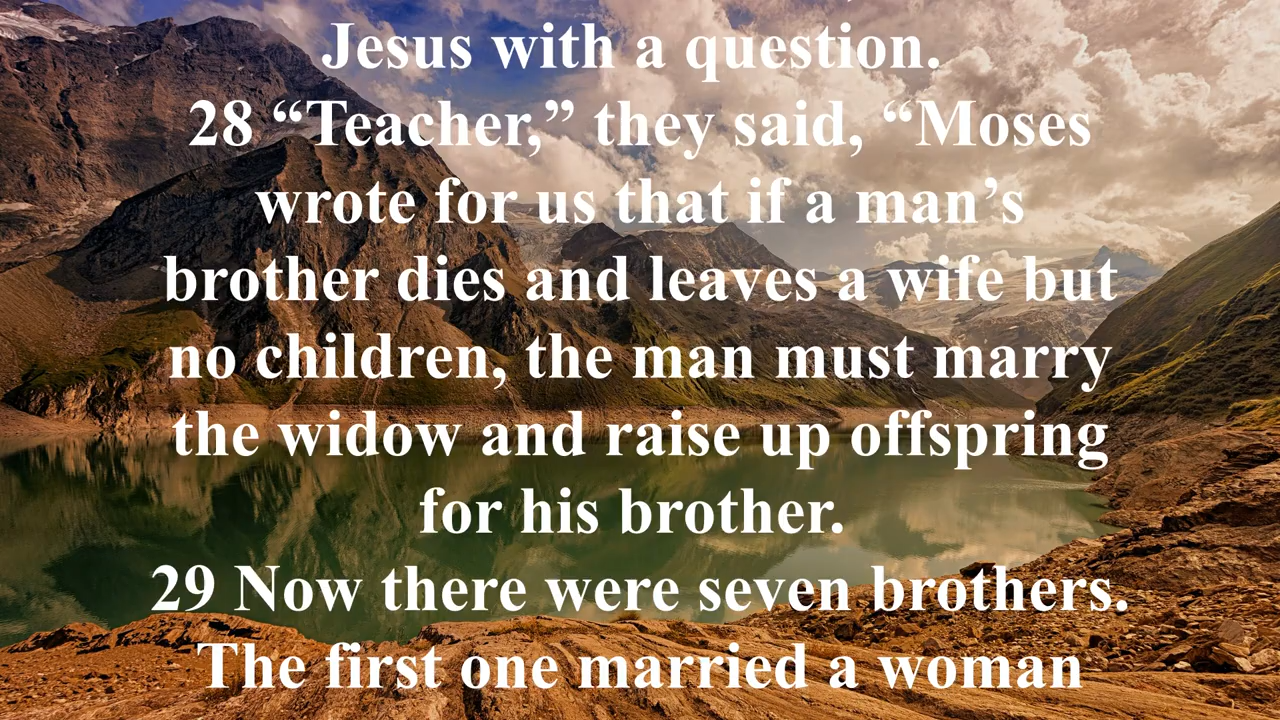 Jesus with a question.
28 “Teacher,” they said, “Moses
wrote for us that if a man’s
brother dies and leaves a wife but
no children, the man must marry
the widow and raise up offspring
for his brother.
29 Now there were seven brothers.
The first one married a woman